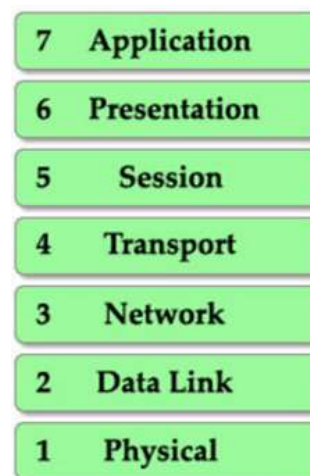 7 Application
6 Presentation
5 Session
4 Transport
3 Network
2 Data Link
1 Physical